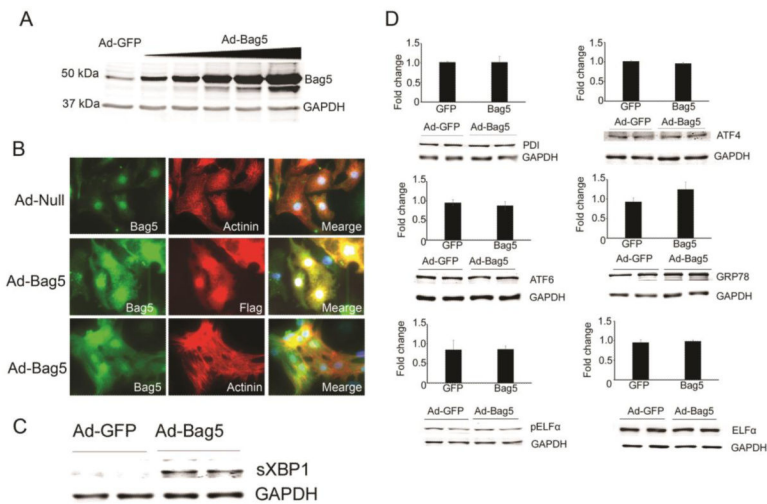 A
Ad-GFP Ad-Bag5
50 kDa Bag5
37 kDa GAPDH
B
Ad-Null Bag5 Actinin Mearge
Ad-Bag5 Bag5 Flag Mearge
Ad-Bag5 Bag5 Actinin Mearge
C
Ad-GFP Ad-Bag5
sXBP1
GAPDH
D
Fold change
1.5
1.0
0.5
0
GFP Bag5
Ad-GFP Ad-Bag5
PDI
GAPDH
Fold change
1.5
1.0
0.5
0
GFP Bag5
Ad-GFP Ad-Bag5
ATF4
GAPDH
Fold change
1.5
1.0
0.5
0
GFP Bag5
Ad-GFP Ad-Bag5
ATF6
GAPDH
Fold change
1.5
1.0
0.5
0
GFP Bag5
Ad-GFP Ad-Bag5
GRP78
GAPDH
Fold change
1.5
1.0
0.5
0
GFP Bag5
Ad-GFP Ad-Bag5
pELFα
GAPDH
Fold change
1.5
1.0
0.5
0
GFP Bag5
Ad-GFP Ad-Bag5
ELFα
GAPDH